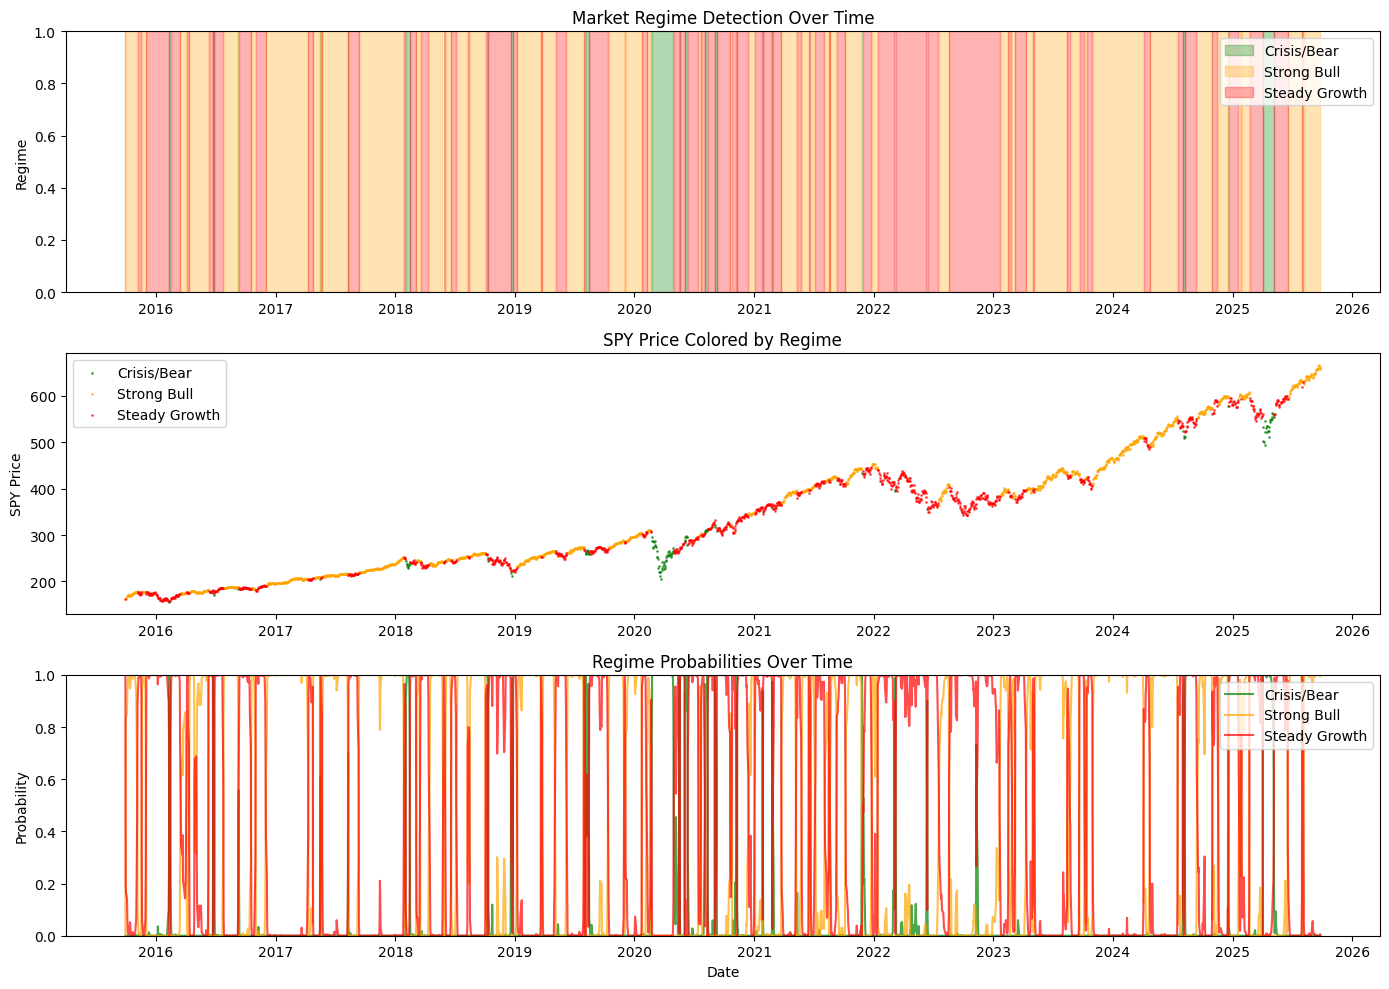 Market Regime Detection Over Time
1.0
0.8
0.6
0.4
0.2
0.0
Regime
Crisis/Bear
Strong Bull
Steady Growth
2016 2017 2018 2019 2020 2021 2022 2023 2024 2025 2026
SPY Price Colored by Regime
600
500
400
300
200
SPY Price
Crisis/Bear
Strong Bull
Steady Growth
2016 2017 2018 2019 2020 2021 2022 2023 2024 2025 2026
Regime Probabilities Over Time
1.0
0.8
0.6
0.4
0.2
0.0
Probability
Crisis/Bear
Strong Bull
Steady Growth
2016 2017 2018 2019 2020 2021 2022 2023 2024 2025 2026
Date